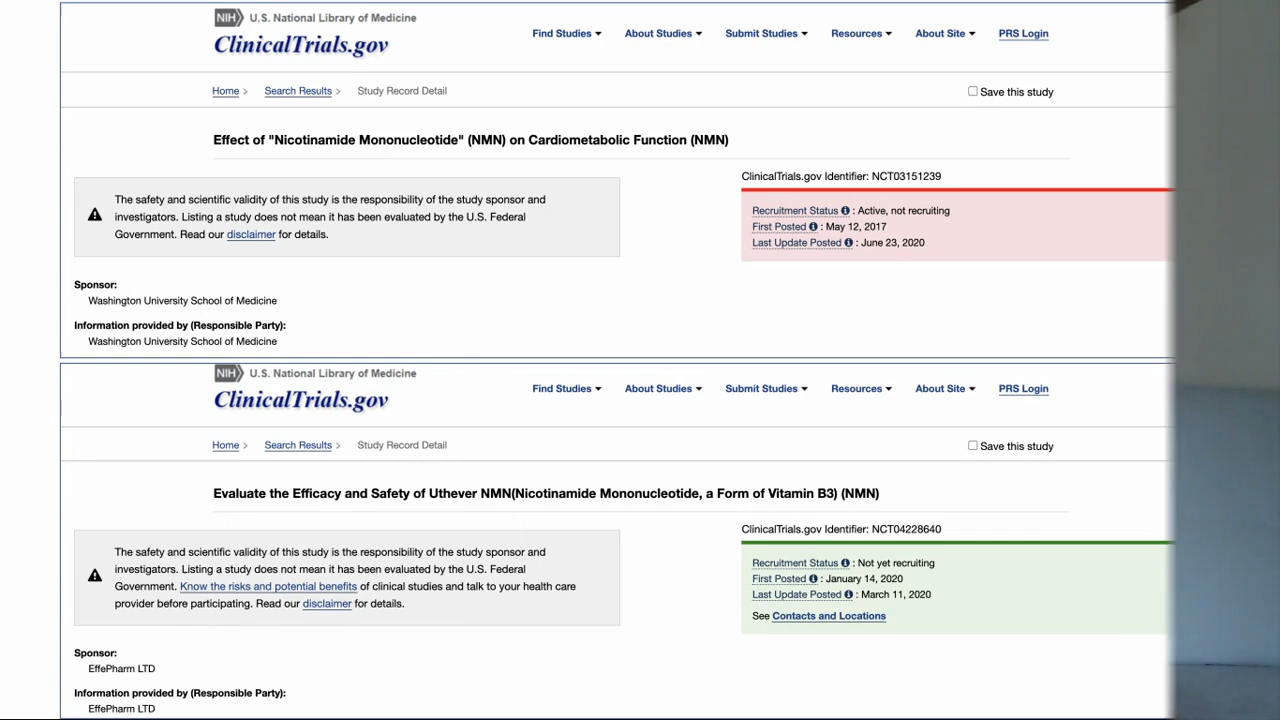 NIH U.S. National Library of Medicine
ClinicalTrials.gov
Find Studies About Studies Submit Studies Resources About Site PRS Login
Home > Search Results > Study Record Detail
Save this study
Effect of "Nicotinamide Mononucleotide" (NMN) on Cardiometabolic Function (NMN)
The safety and scientific validity of this study is the responsibility of the study sponsor and
investigators. Listing a study does not mean it has been evaluated by the U.S. Federal
Government. Read our disclaimer for details.
ClinicalTrials.gov Identifier: NCT03151239
Recruitment Status : Active, not recruiting
First Posted : May 12, 2017
Last Update Posted : June 23, 2020
Sponsor:
Washington University School of Medicine
Information provided by (Responsible Party):
Washington University School of Medicine
NIH U.S. National Library of Medicine
ClinicalTrials.gov
Find Studies About Studies Submit Studies Resources About Site PRS Login
Home > Search Results > Study Record Detail
Save this study
Evaluate the Efficacy and Safety of Uthever NMN(Nicotinamide Mononucleotide, a Form of Vitamin B3) (NMN)
The safety and scientific validity of this study is the responsibility of the study sponsor and
investigators. Listing a study does not mean it has been evaluated by the U.S. Federal
Government. Know the risks and potential benefits of clinical studies and talk to your health care
provider before participating. Read our disclaimer for details.
ClinicalTrials.gov Identifier: NCT04228640
Recruitment Status : Not yet recruiting
First Posted : January 14, 2020
Last Update Posted : March 11, 2020
See Contacts and Locations
Sponsor:
EffePharm LTD
Information provided by (Responsible Party):
EffePharm LTD